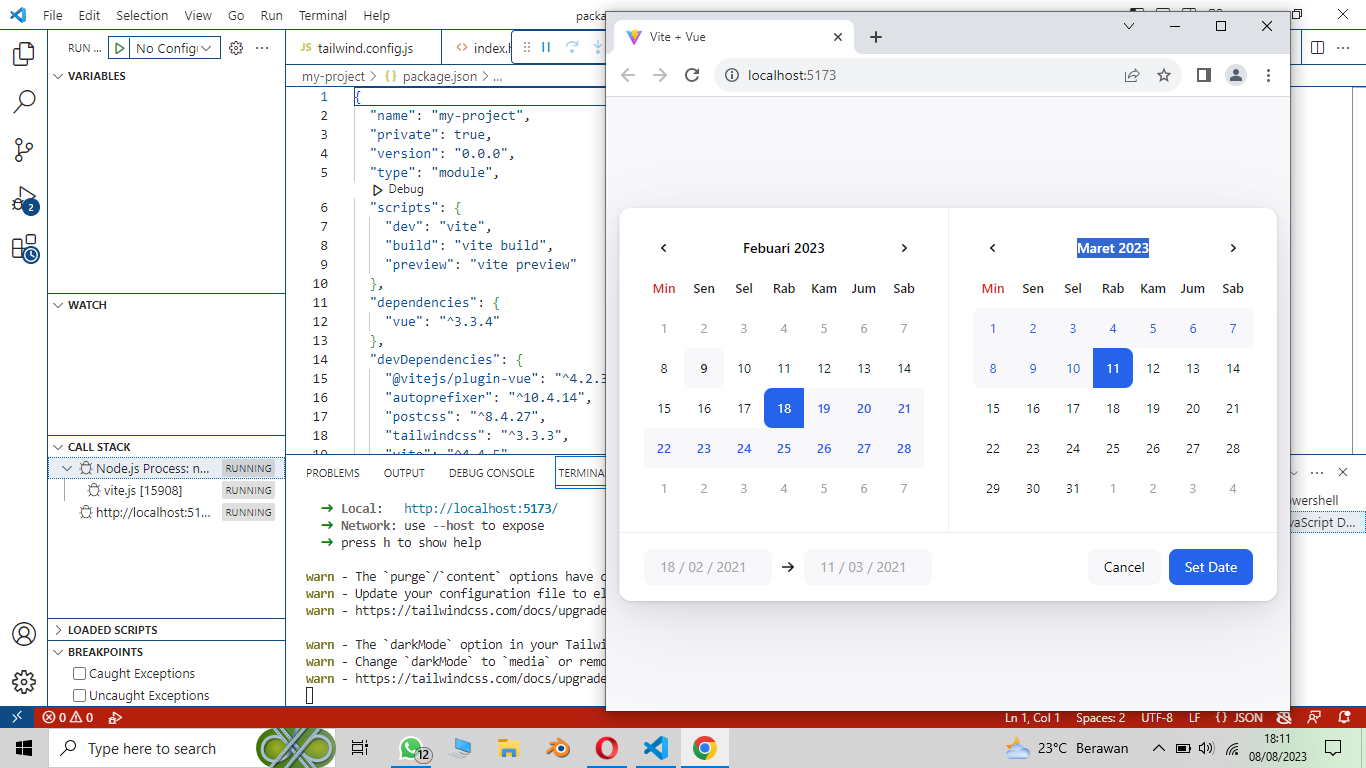 File Edit Selection View Go Run Terminal Help
packa
RUN ...
No Config
VARIABLES
WATCH
CALL STACK
Node.js Process: n... RUNNING
vite.js [15908] RUNNING
http://localhost:51... RUNNING
LOADED SCRIPTS
BREAKPOINTS
Caught Exceptions
Uncaught Exceptions
JS tailwind.config.js
<> index.h
my-project > {} package.json > ...
1 {
2 "name": "my-project",
3 "private": true,
4 "version": "0.0.0",
5 "type": "module",
Debug
6 "scripts": {
7 "dev": "vite",
8 "build": "vite build",
9 "preview": "vite preview"
10 },
11 "dependencies": {
12 "vue": "^3.3.4"
13 },
14 "devDependencies": {
15 "@vitejs/plugin-vue": "^4.2.3
16 "autoprefixer": "^10.4.14",
17 "postcss": "^8.4.27",
18 "tailwindcss": "^3.3.3",
PROBLEMS OUTPUT DEBUG CONSOLE TERMINA
➜ Local: http://localhost:5173/
➜ Network: use --host to expose
➜ press h to show help
warn - The `purge`/`content` options have c
warn - Update your configuration file to el
warn - https://tailwindcss.com/docs/upgrade
warn - The `darkMode` option in your Tailwi
warn - Change `darkMode` to `media` or remo
warn - https://tailwindcss.com/docs/upgrade
owershell
vaScript D...
Vite + Vue
localhost:5173
Febuari 2023
Min Sen Sel Rab Kam Jum Sab
1 2 3 4 5 6 7
8 9 10 11 12 13 14
15 16 17 18 19 20 21
22 23 24 25 26 27 28
1 2 3 4 5 6 7
Maret 2023
Min Sen Sel Rab Kam Jum Sab
1 2 3 4 5 6 7
8 9 10 11 12 13 14
15 16 17 18 19 20 21
22 23 24 25 26 27 28
29 30 31 1 2 3 4
18 / 02 / 2021 → 11 / 03 / 2021
Cancel
Set Date
2
0 0
Ln 1, Col 1 Spaces: 2 UTF-8 LF {} JSON
Type here to search
12
23°C Berawan
18:11
08/08/2023